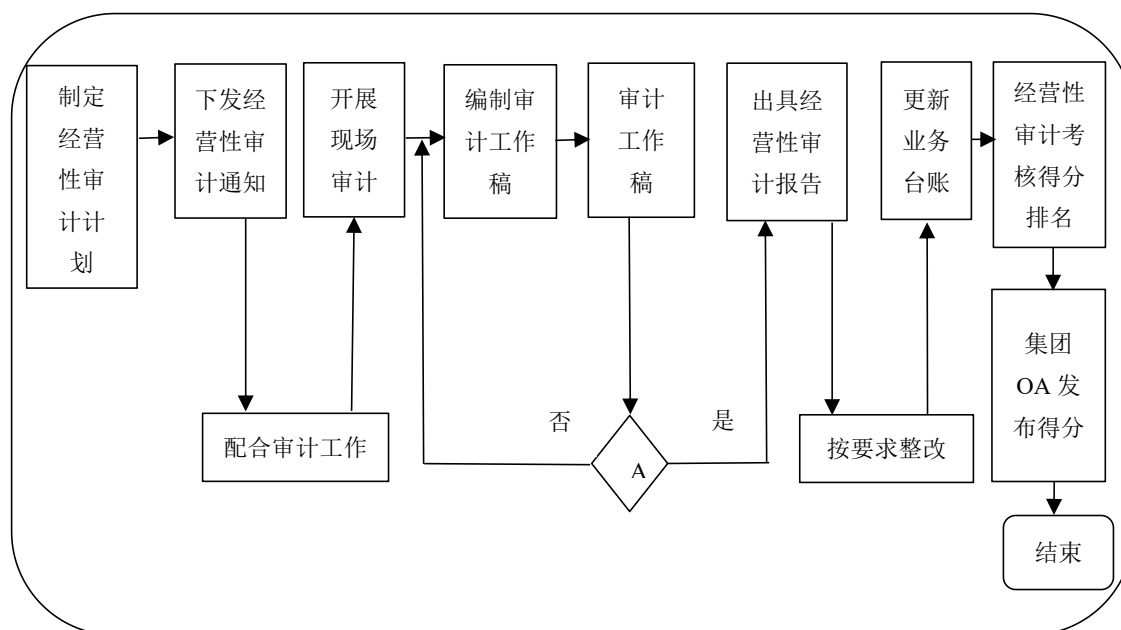 制定
经营
性审
计计
划
下发经
营性审
计通知
开展
现场
审计
编制审
计工作
稿
审计
工作
稿
出具经
营性审
计报告
更新
业务
台账
经营性
审计考
核得分
排名
配合审计工作
否
A
是
按要求整改
集团
OA 发
布得分
结束